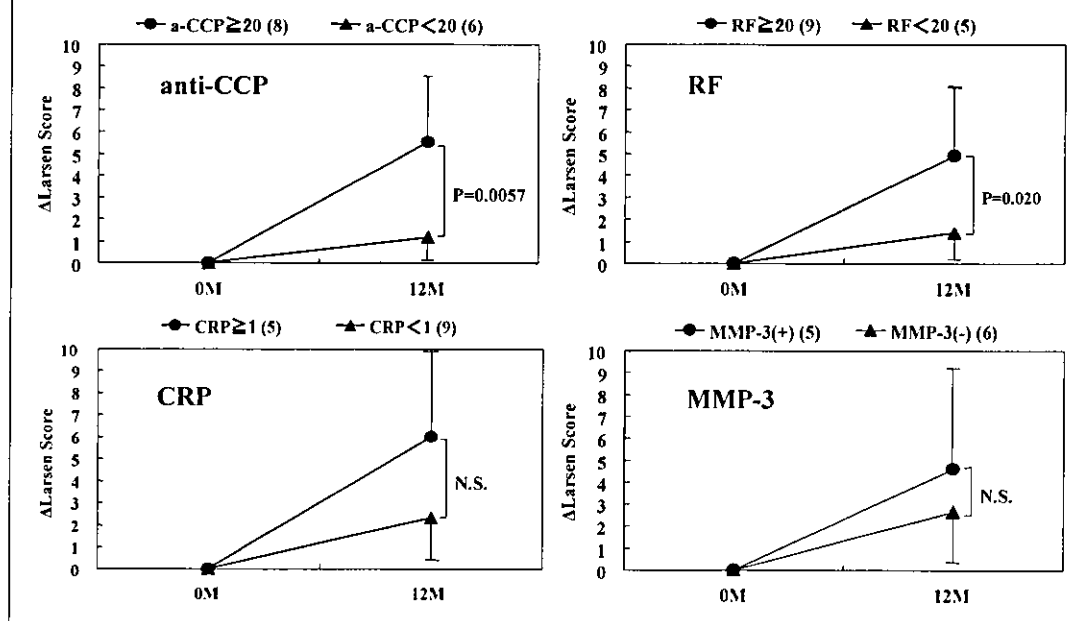 a-CCP≧20 (8) a-CCP<20 (6)
10
9
8
7
6
5
4
3
2
1
0
ΔLarsen Score
anti-CCP
P=0.0057
0M 12M
RF≧20 (9) RF<20 (5)
10
9
8
7
6
5
4
3
2
1
0
ΔLarsen Score
RF
P=0.020
0M 12M
CRP≧1 (5) CRP<1 (9)
10
9
8
7
6
5
4
3
2
1
0
ΔLarsen Score
CRP
N.S.
0M 12M
MMP-3(+) (5) MMP-3(-) (6)
10
9
8
7
6
5
4
3
2
1
0
ΔLarsen Score
MMP-3
N.S.
0M 12M